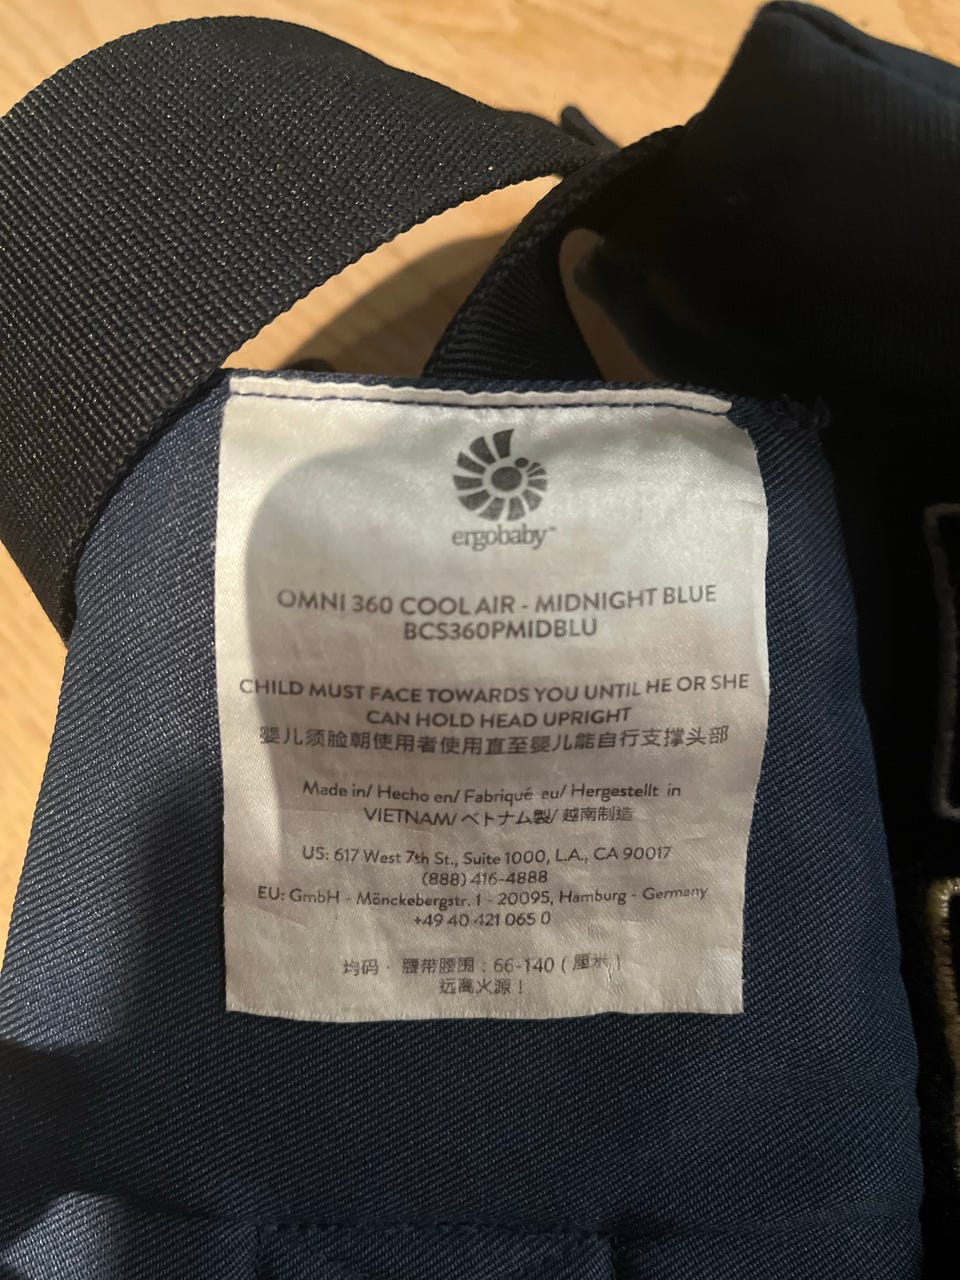 ergobaby™
OMNI 360 COOL AIR - MIDNIGHT BLUE
BCS360PMIDBLU
CHILD MUST FACE TOWARDS YOU UNTIL HE OR SHE
CAN HOLD HEAD UPRIGHT
婴儿须脸朝使用者使用直至婴儿能自行支撑头部
Made in/ Hecho en/ Fabriqué au/ Hergestellt in
VIETNAM/ ベトナム製/ 越南制造
US: 617 West 7th St., Suite 1000, L.A., CA 90017
(888) 416-4888
EU: GmbH - Mönckebergstr. 1 - 20095, Hamburg - Germany
+49 40 421 065 0
均码 · 腰带腰围 : 66-140 ( 厘米 )
远离火源 !